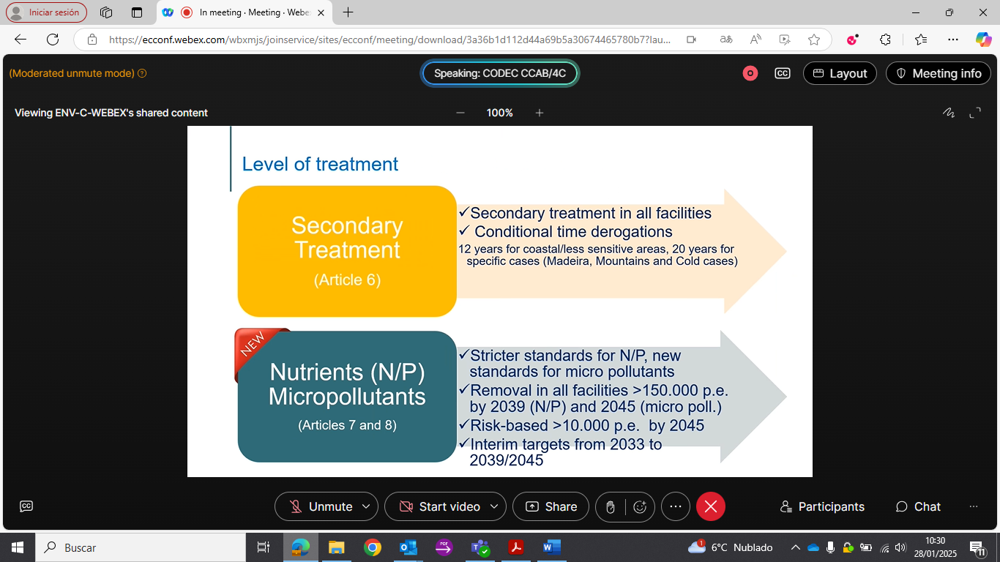 Iniciar sesión
In meeting · Meeting · Webex
https://ecconf.webex.com/wbxmjs/joinservice/sites/ecconf/meeting/download/3a36b1d112d44a69b5a30674465780b7?lau...
(Moderated unmute mode)
Speaking: CODEC CCAB/4C
CC
Layout
Meeting info
Viewing ENV-C-WEBEX's shared content
100%
Level of treatment
Secondary
Treatment
(Article 6)
✓Secondary treatment in all facilities
✓ Conditional time derogations
12 years for coastal/less sensitive areas, 20 years for
specific cases (Madeira, Mountains and Cold cases)
NEW
Nutrients (N/P)
Micropollutants
(Articles 7 and 8)
✓Stricter standards for N/P, new
standards for micro pollutants
✓Removal in all facilities >150.000 p.e.
by 2039 (N/P) and 2045 (micro poll.)
✓Risk-based >10.000 p.e. by 2045
✓Interim targets from 2033 to
2039/2045
CC
Unmute
Start video
Share
Participants
Chat
Buscar
PDF
1
6°C Nublado
10:30
28/01/2025
11